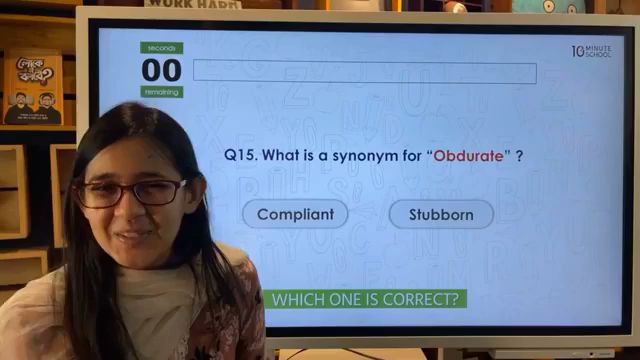 WORK HARD
seconds
00
remaining
10 MINUTE
SCHOOL
Q15. What is a synonym for “Obdurate” ?
Compliant
Stubborn
WHICH ONE IS CORRECT?